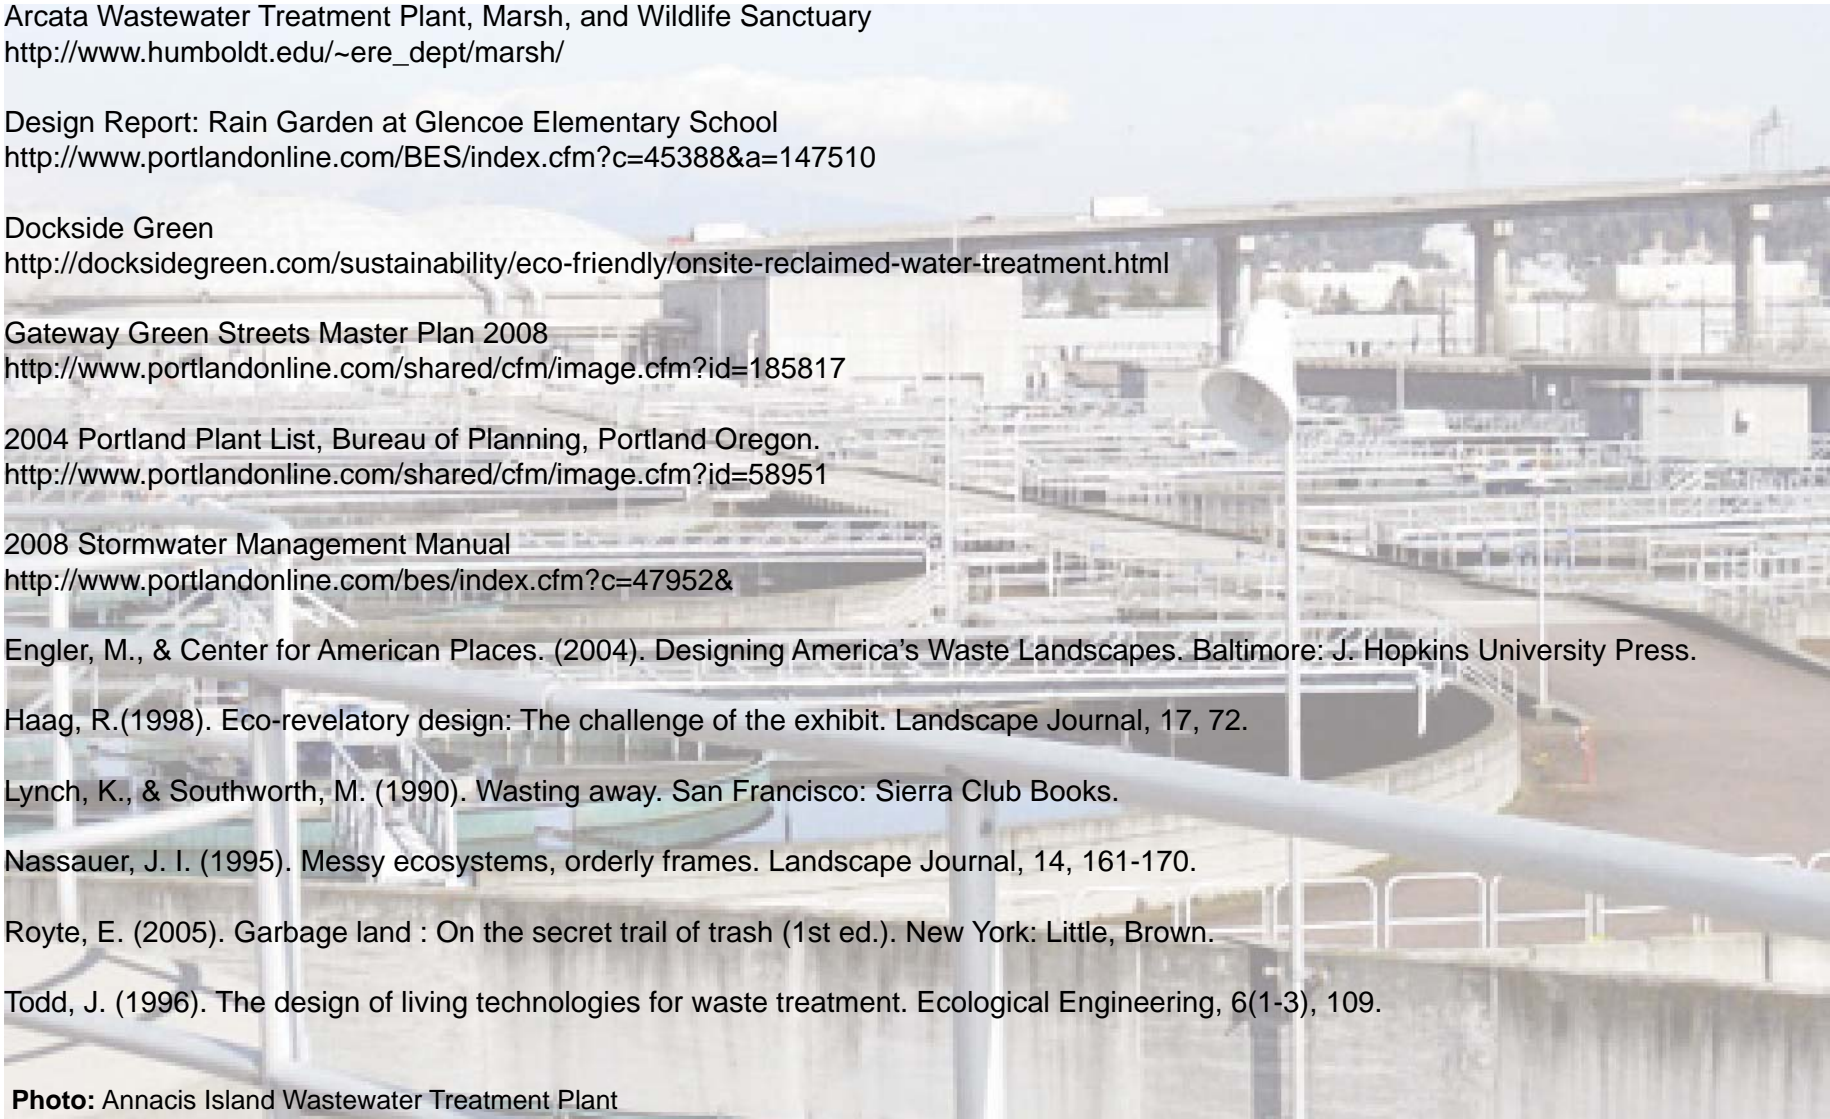 Arcata Wastewater Treatment Plant, Marsh, and Wildlife Sanctuary
http://www.humboldt.edu/~ere_dept/marsh/
Design Report: Rain Garden at Glencoe Elementary School
http://www.portlandonline.com/BES/index.cfm?c=45388&a=147510
Dockside Green
http://docksidegreen.com/sustainability/eco-friendly/onsite-reclaimed-water-treatment.html
Gateway Green Streets Master Plan 2008
http://www.portlandonline.com/shared/cfm/image.cfm?id=185817
2004 Portland Plant List, Bureau of Planning, Portland Oregon.
http://www.portlandonline.com/shared/cfm/image.cfm?id=58951
2008 Stormwater Management Manual
http://www.portlandonline.com/bes/index.cfm?c=47952&
Engler, M., & Center for American Places. (2004). Designing America’s Waste Landscapes. Baltimore: J. Hopkins University Press.
Haag, R.(1998). Eco-revelatory design: The challenge of the exhibit. Landscape Journal, 17, 72.
Lynch, K., & Southworth, M. (1990). Wasting away. San Francisco: Sierra Club Books.
Nassauer, J. I. (1995). Messy ecosystems, orderly frames. Landscape Journal, 14, 161-170.
Royte, E. (2005). Garbage land : On the secret trail of trash (1st ed.). New York: Little, Brown.
Todd, J. (1996). The design of living technologies for waste treatment. Ecological Engineering, 6(1-3), 109.
Photo: Annacis Island Wastewater Treatment Plant